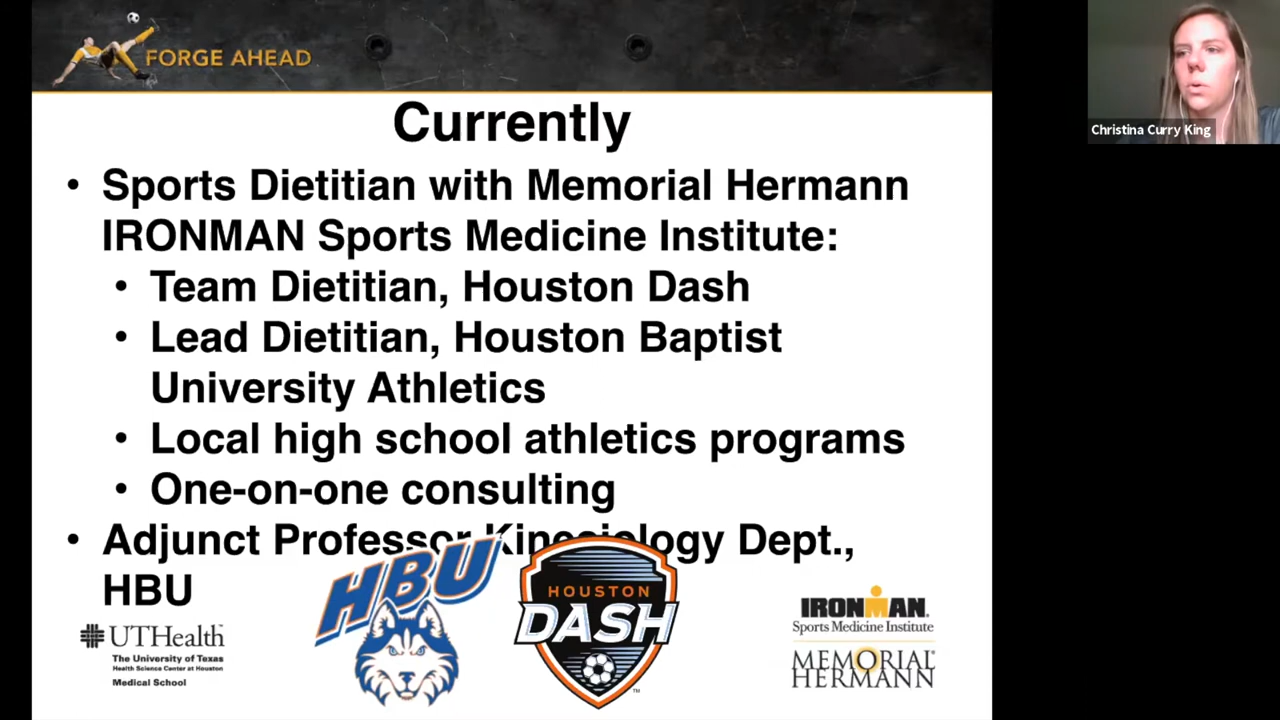 FORGE AHEAD
Christina Curry King
Currently
• Sports Dietitian with Memorial Hermann
IRONMAN Sports Medicine Institute:
• Team Dietitian, Houston Dash
• Lead Dietitian, Houston Baptist
University Athletics
• Local high school athletics programs
• One-on-one consulting
• Adjunct Professor Kinesiology Dept.,
HBU
UTHealth™
The University of Texas
Health Science Center at Houston
Medical School
HBU
HOUSTON
DASH
™
IRONMAN®
Sports Medicine Institute
MEMORIAL®
HERMANN